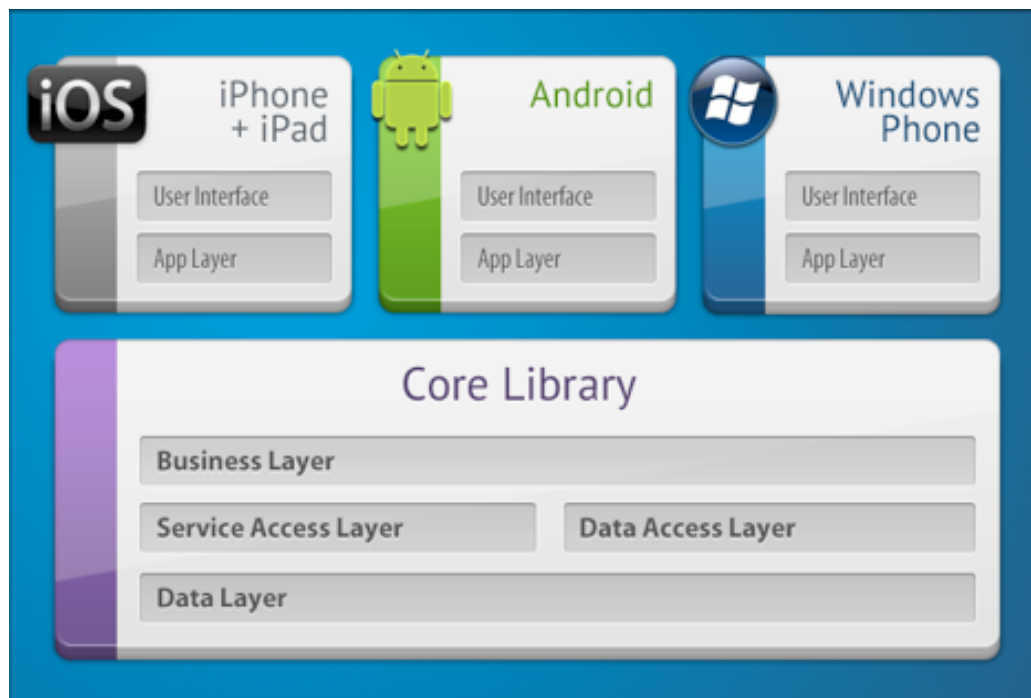 iOS
iPhone
+ iPad
User Interface
App Layer
Android
User Interface
App Layer
Windows
Phone
User Interface
App Layer
Core Library
Business Layer
Service Access Layer
Data Access Layer
Data Layer